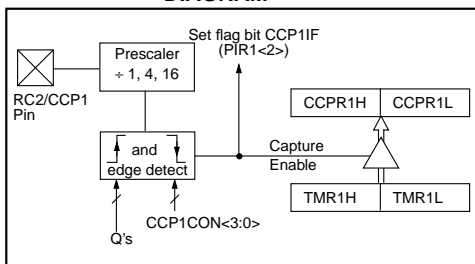 DIAGRAM
Set flag bit CCP1IF
(PIR1<2>)
Prescaler
÷ 1, 4, 16
RC2/CCP1
Pin
CCPR1H CCPR1L
and
edge detect
Capture
Enable
TMR1H TMR1L
CCP1CON<3:0>
Q's